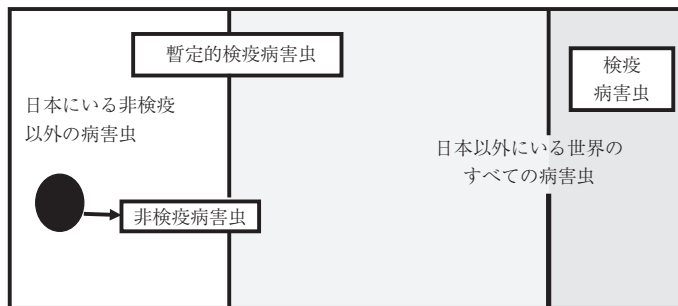 暫定的検疫病害虫
検疫
病害虫
日本にいる非検疫
以外の病害虫
日本以外にいる世界の
すべての病害虫
非検疫病害虫